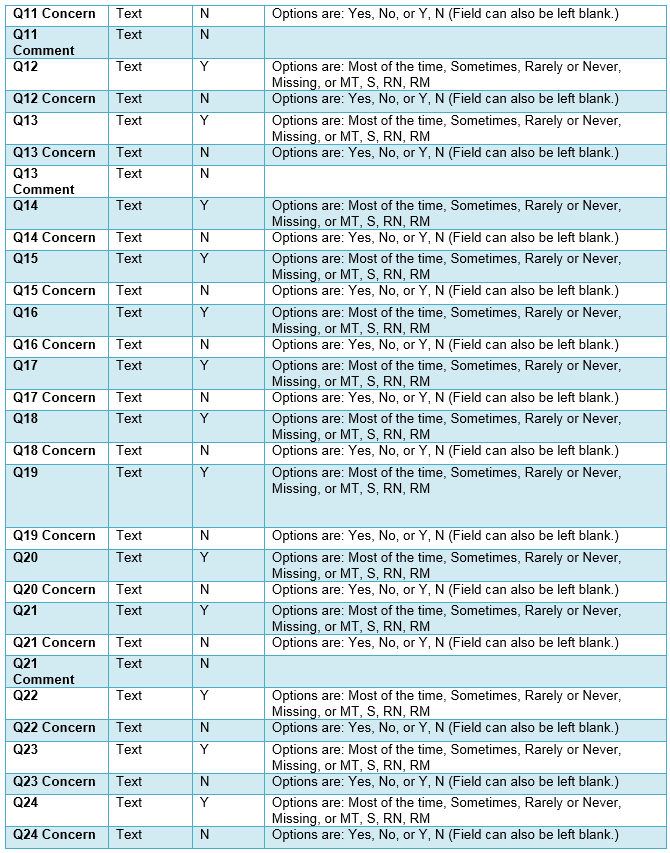 Q11 Concern Text N Options are: Yes, No, or Y, N (Field can also be left blank.)
Q11 Text N
Comment
Q12 Text Y Options are: Most of the time, Sometimes, Rarely or Never,
Missing, or MT, S, RN, RM
Q12 Concern Text N Options are: Yes, No, or Y, N (Field can also be left blank.)
Q13 Text Y Options are: Most of the time, Sometimes, Rarely or Never,
Missing, or MT, S, RN, RM
Q13 Concern Text N Options are: Yes, No, or Y, N (Field can also be left blank.)
Q13 Text N
Comment
Q14 Text Y Options are: Most of the time, Sometimes, Rarely or Never,
Missing, or MT, S, RN, RM
Q14 Concern Text N Options are: Yes, No, or Y, N (Field can also be left blank.)
Q15 Text Y Options are: Most of the time, Sometimes, Rarely or Never,
Missing, or MT, S, RN, RM
Q15 Concern Text N Options are: Yes, No, or Y, N (Field can also be left blank.)
Q16 Text Y Options are: Most of the time, Sometimes, Rarely or Never,
Missing, or MT, S, RN, RM
Q16 Concern Text N Options are: Yes, No, or Y, N (Field can also be left blank.)
Q17 Text Y Options are: Most of the time, Sometimes, Rarely or Never,
Missing, or MT, S, RN, RM
Q17 Concern Text N Options are: Yes, No, or Y, N (Field can also be left blank.)
Q18 Text Y Options are: Most of the time, Sometimes, Rarely or Never,
Missing, or MT, S, RN, RM
Q18 Concern Text N Options are: Yes, No, or Y, N (Field can also be left blank.)
Q19 Text Y Options are: Most of the time, Sometimes, Rarely or Never,
Missing, or MT, S, RN, RM
Q19 Concern Text N Options are: Yes, No, or Y, N (Field can also be left blank.)
Q20 Text Y Options are: Most of the time, Sometimes, Rarely or Never,
Missing, or MT, S, RN, RM
Q20 Concern Text N Options are: Yes, No, or Y, N (Field can also be left blank.)
Q21 Text Y Options are: Most of the time, Sometimes, Rarely or Never,
Missing, or MT, S, RN, RM
Q21 Concern Text N Options are: Yes, No, or Y, N (Field can also be left blank.)
Q21 Text N
Comment
Q22 Text Y Options are: Most of the time, Sometimes, Rarely or Never,
Missing, or MT, S, RN, RM
Q22 Concern Text N Options are: Yes, No, or Y, N (Field can also be left blank.)
Q23 Text Y Options are: Most of the time, Sometimes, Rarely or Never,
Missing, or MT, S, RN, RM
Q23 Concern Text N Options are: Yes, No, or Y, N (Field can also be left blank.)
Q24 Text Y Options are: Most of the time, Sometimes, Rarely or Never,
Missing, or MT, S, RN, RM
Q24 Concern Text N Options are: Yes, No, or Y, N (Field can also be left blank.)